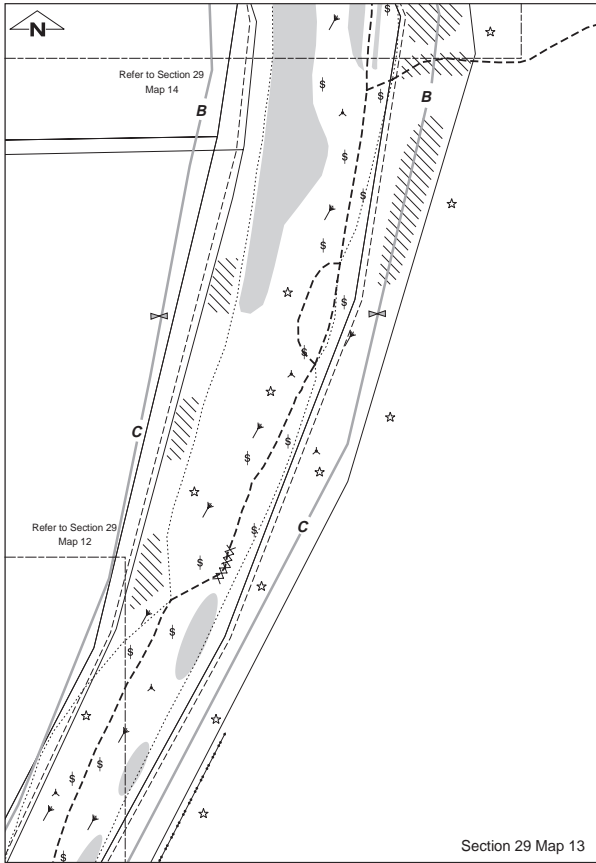 N
Refer to Section 29
Map 14
B
B
C
Refer to Section 29
Map 12
C
Section 29 Map 13